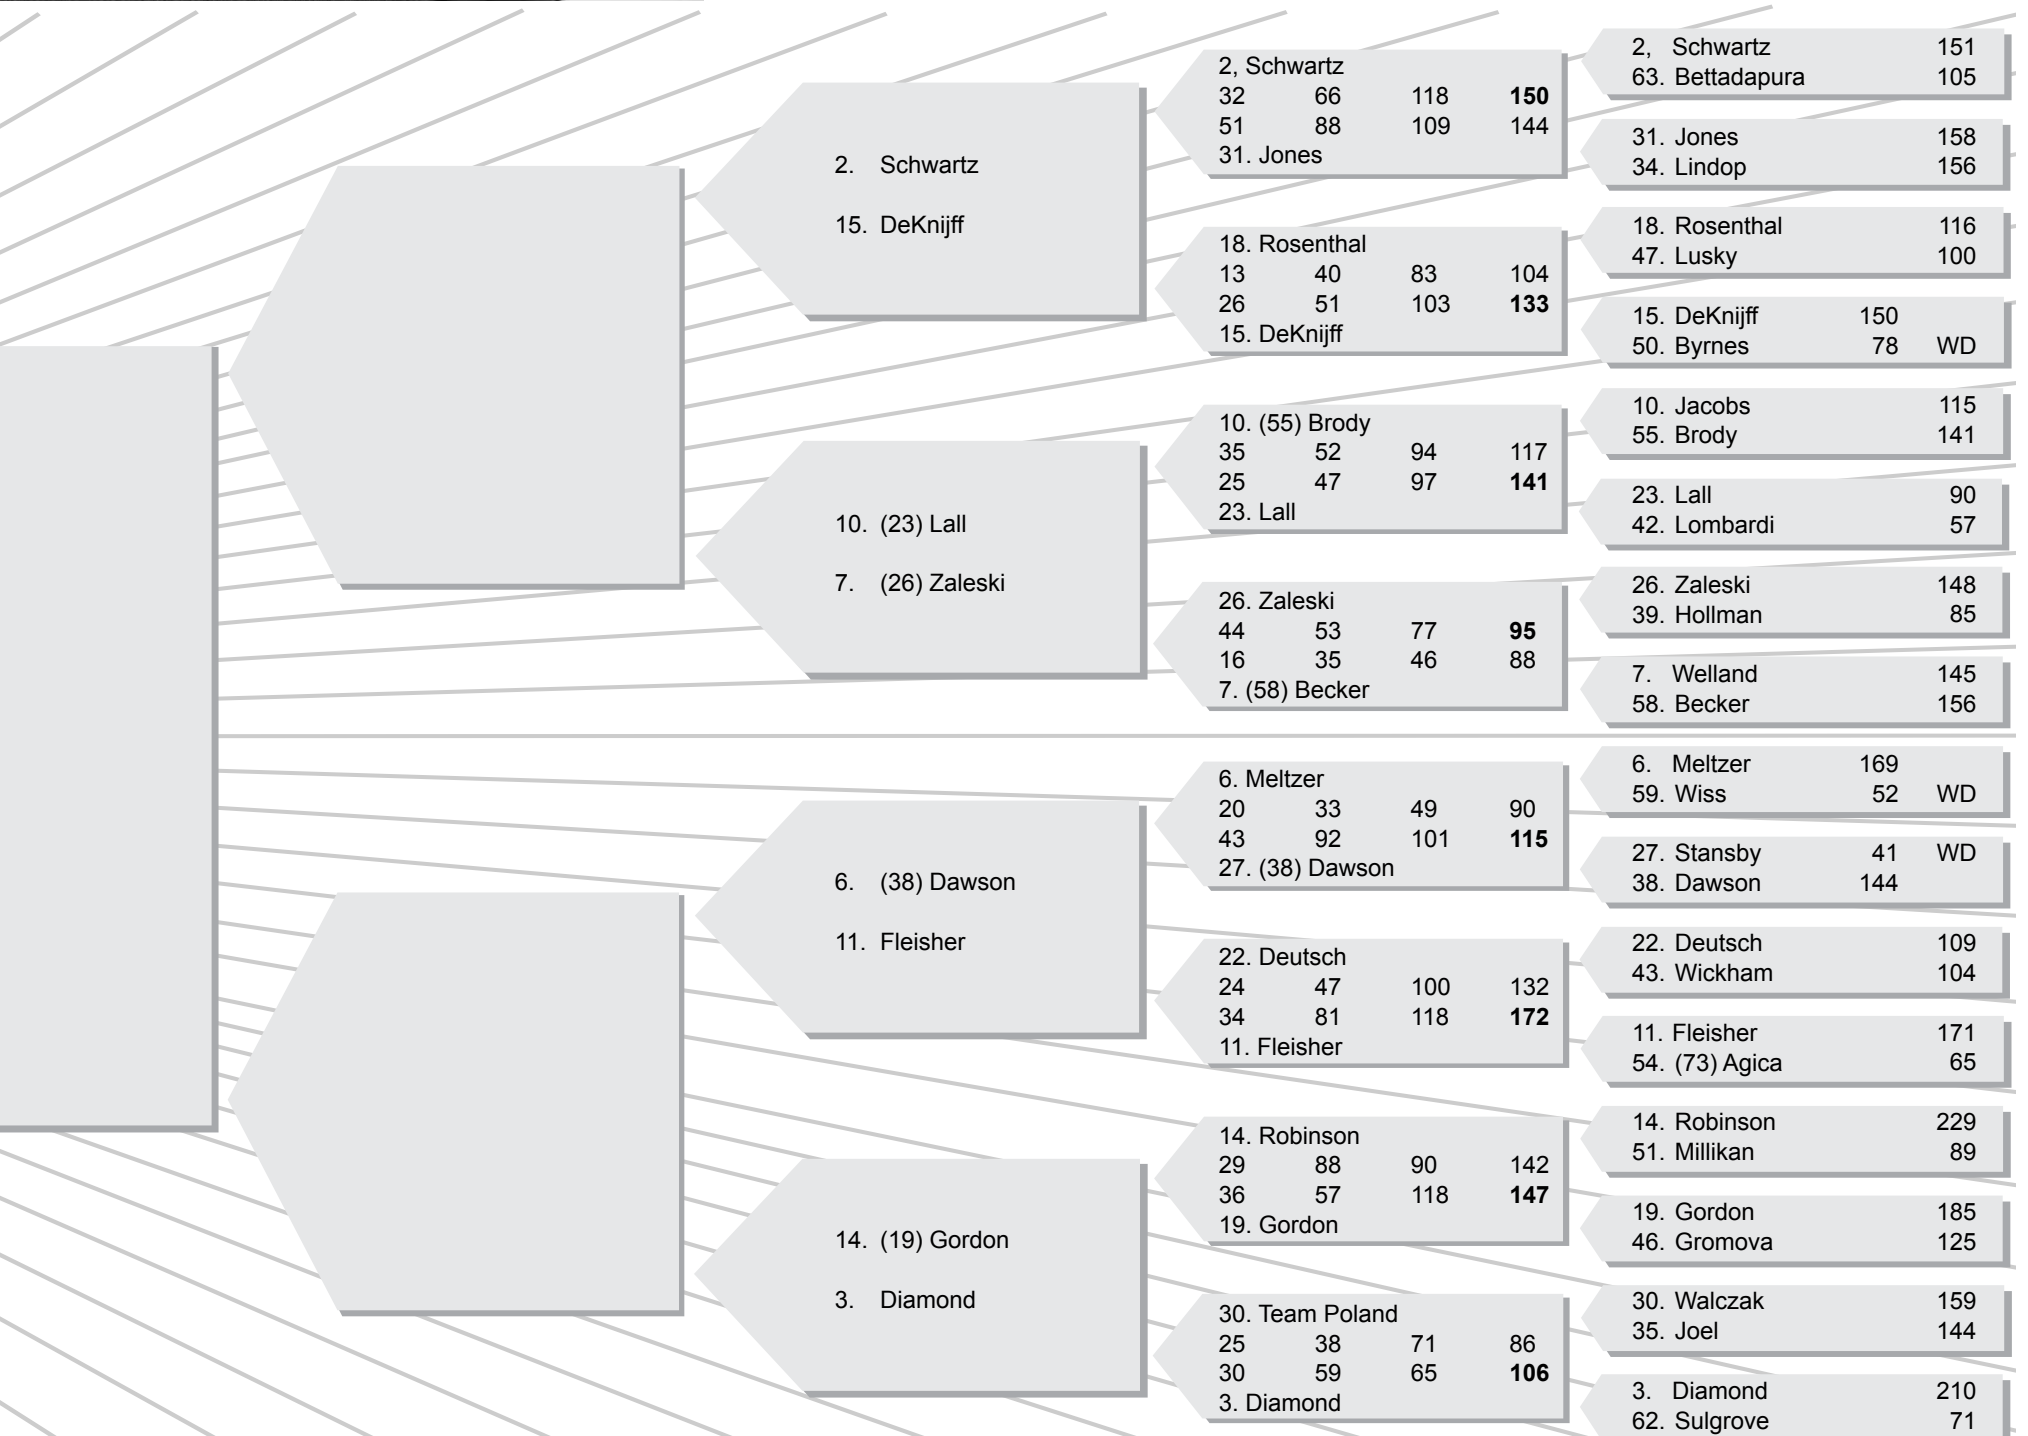 2. Schwartz
15. DeKnijff
10. (23) Lall
7. (26) Zaleski
6. (38) Dawson
11. Fleisher
14. (19) Gordon
3. Diamond
2, Schwartz
32 66 118 150
51 88 109 144
31. Jones
18. Rosenthal
13 40 83 104
26 51 103 133
15. DeKnijff
10. (55) Brody
35 52 94 117
25 47 97 141
23. Lall
26. Zaleski
44 53 77 95
16 35 46 88
7. (58) Becker
6. Meltzer
20 33 49 90
43 92 101 115
27. (38) Dawson
22. Deutsch
24 47 100 132
34 81 118 172
11. Fleisher
14. Robinson
29 88 90 142
36 57 118 147
19. Gordon
30. Team Poland
25 38 71 86
30 59 65 106
3. Diamond
2, Schwartz 151
63. Bettadapura 105
31. Jones 158
34. Lindop 156
18. Rosenthal 116
47. Lusky 100
15. DeKnijff 150
50. Byrnes 78 WD
10. Jacobs 115
55. Brody 141
23. Lall 90
42. Lombardi 57
26. Zaleski 148
39. Hollman 85
7. Welland 145
58. Becker 156
6. Meltzer 169
59. Wiss 52 WD
27. Stansby 41 WD
38. Dawson 144
22. Deutsch 109
43. Wickham 104
11. Fleisher 171
54. (73) Agica 65
14. Robinson 229
51. Millikan 89
19. Gordon 185
46. Gromova 125
30. Walczak 159
35. Joel 144
3. Diamond 210
62. Sulgrove 71